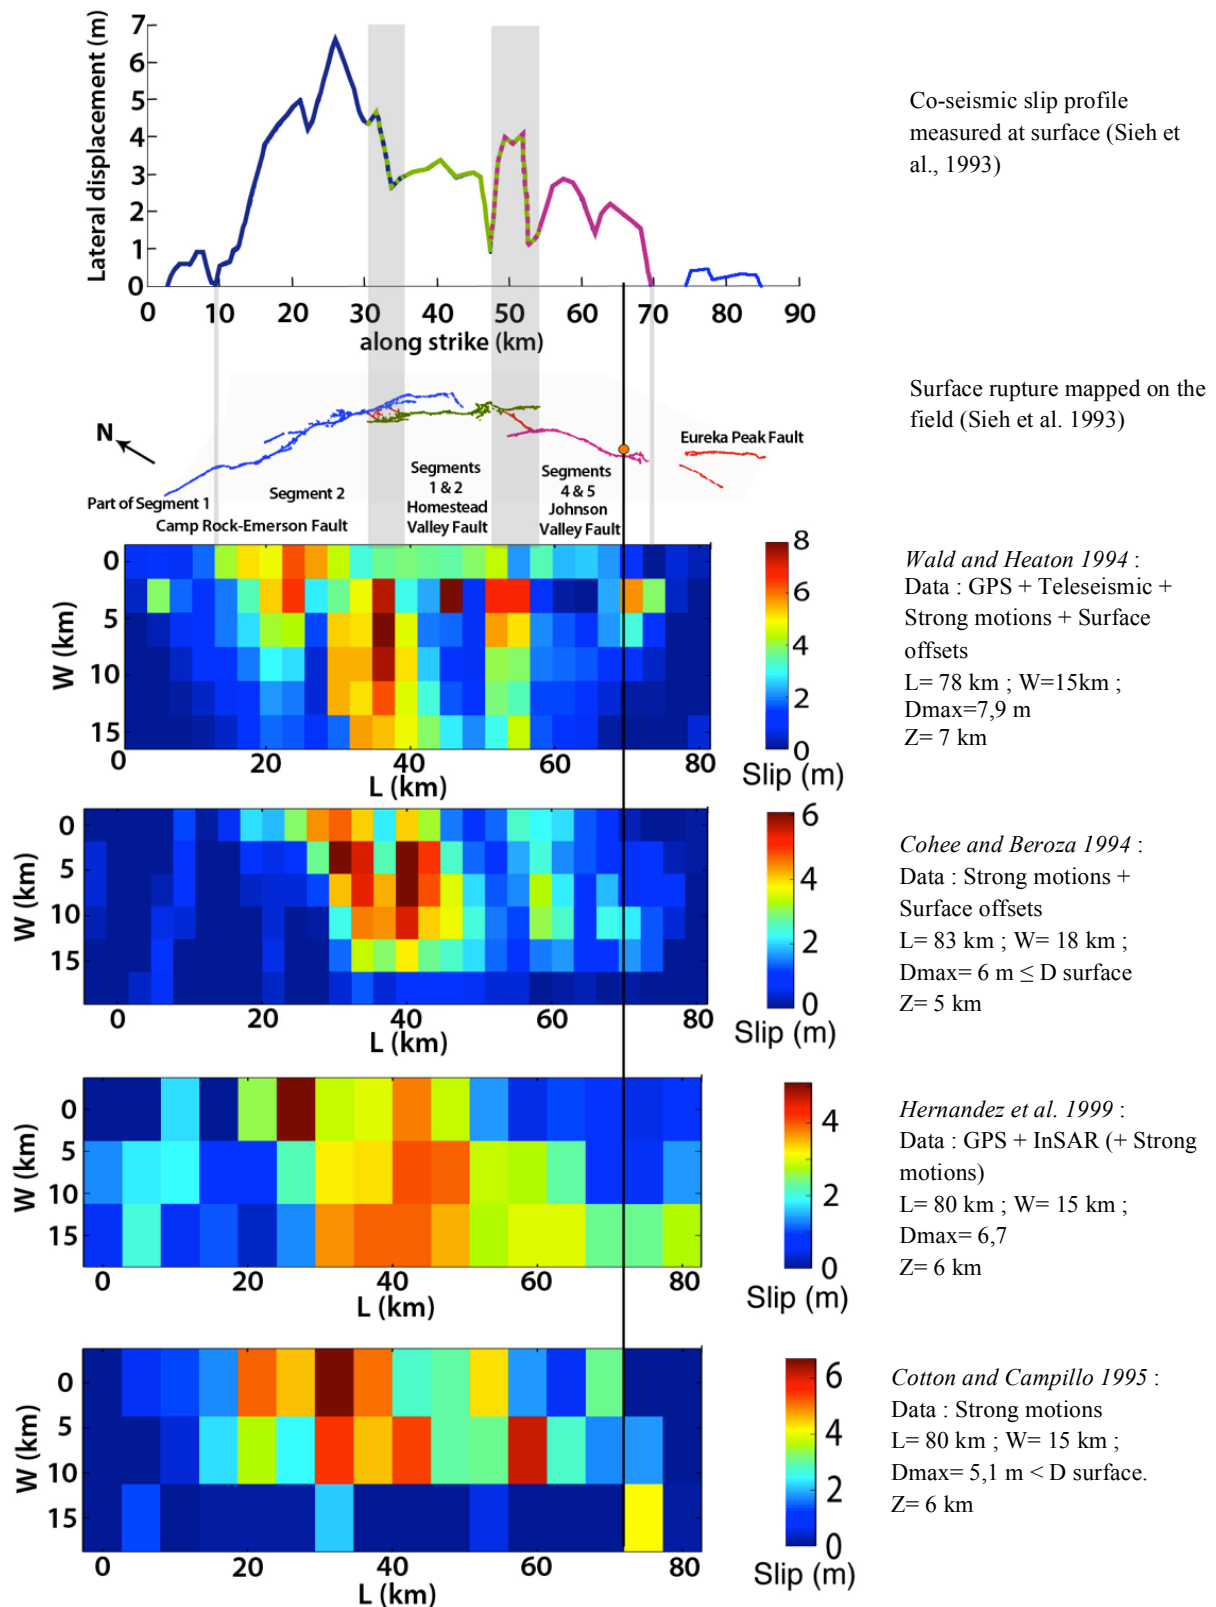 7
6
5
4
3
2
1
0
Lateral displacement (m)
0 10 20 30 40 50 60 70 80 90
along strike (km)
Co-seismic slip profile
measured at surface (Sieh et
al., 1993)
Surface rupture mapped on the
field (Sieh et al. 1993)
N
Eureka Peak Fault
Part of Segment 1
Segment 2
Camp Rock-Emerson Fault
Segments
1 & 2
Homestead
Valley Fault
Segments
4 & 5
Johnson
Valley Fault
0
5
10
15
W (km)
0 20 40 60 80
L (km)
8
6
4
2
0
Slip (m)
Wald and Heaton 1994 :
Data : GPS + Teleseismic +
Strong motions + Surface
offsets
L= 78 km ; W=15km ;
Dmax=7,9 m
Z= 7 km
0
5
10
15
W (km)
0 20 40 60 80
L (km)
6
4
2
0
Slip (m)
Cohee and Beroza 1994 :
Data : Strong motions +
Surface offsets
L= 83 km ; W= 18 km ;
Dmax= 6 m ≤ D surface
Z= 5 km
0
5
10
15
W (km)
0 20 40 60 80
L (km)
4
2
0
Slip (m)
Hernandez et al. 1999 :
Data : GPS + InSAR (+ Strong
motions)
L= 80 km ; W= 15 km ;
Dmax= 6,7
Z= 6 km
0
5
10
15
W (km)
0 20 40 60 80
L (km)
6
4
2
0
Slip (m)
Cotton and Campillo 1995 :
Data : Strong motions
L= 80 km ; W= 15 km ;
Dmax= 5,1 m < D surface.
Z= 6 km